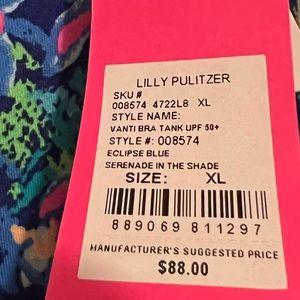 LILLY PULITZER
SKU #
008574 4722L8 XL
STYLE NAME:
VANTI BRA TANK UPF 50+
STYLE #: 008574
ECLIPSE BLUE
SERENADE IN THE SHADE
SIZE: XL
889069 811297
MANUFACTURER'S SUGGESTED PRICE
$88.00